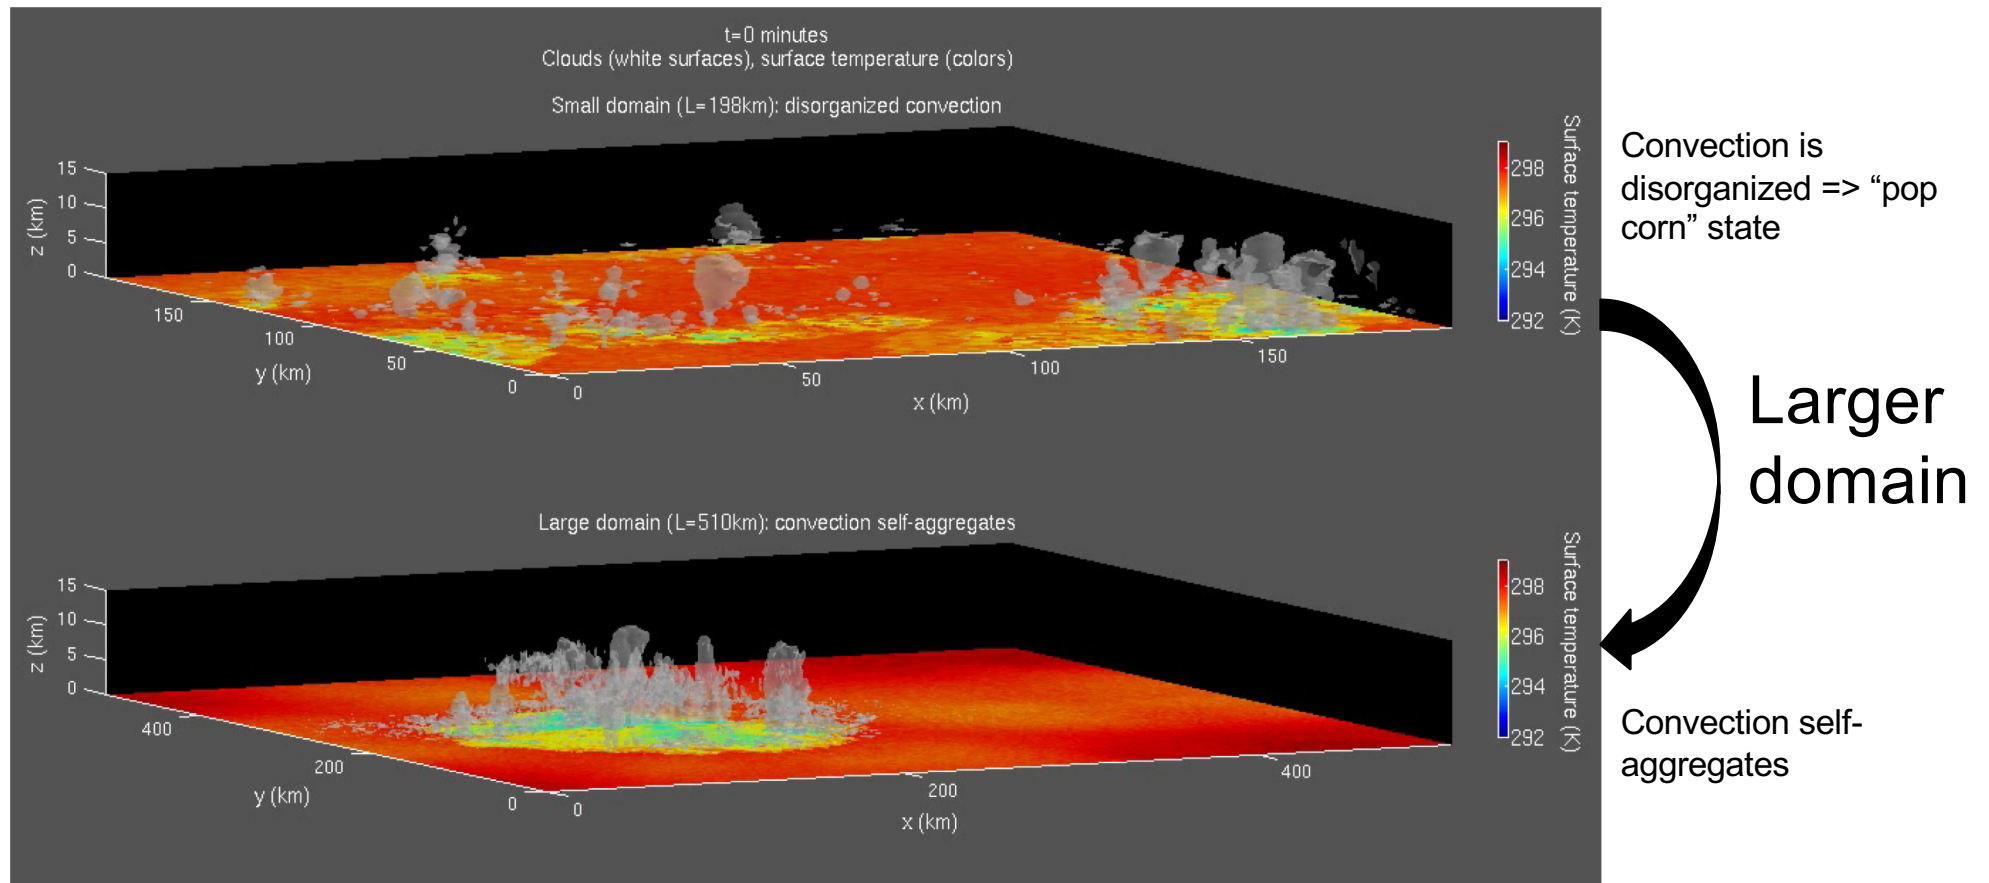 t=0 minutes
Clouds (white surfaces), surface temperature (colors)
Small domain (L=198km): disorganized convection
15
10
5
0
z (km)
150
100
50
0
y (km)
0
50
100
150
x (km)
298
296
294
292
Surface temperature (K)
Convection is
disorganized => “pop
corn” state
Larger
domain
Large domain (L=510km): convection self-aggregates
15
10
5
0
z (km)
400
200
0
y (km)
0
200
400
x (km)
298
296
294
292
Surface temperature (K)
Convection self-
aggregates